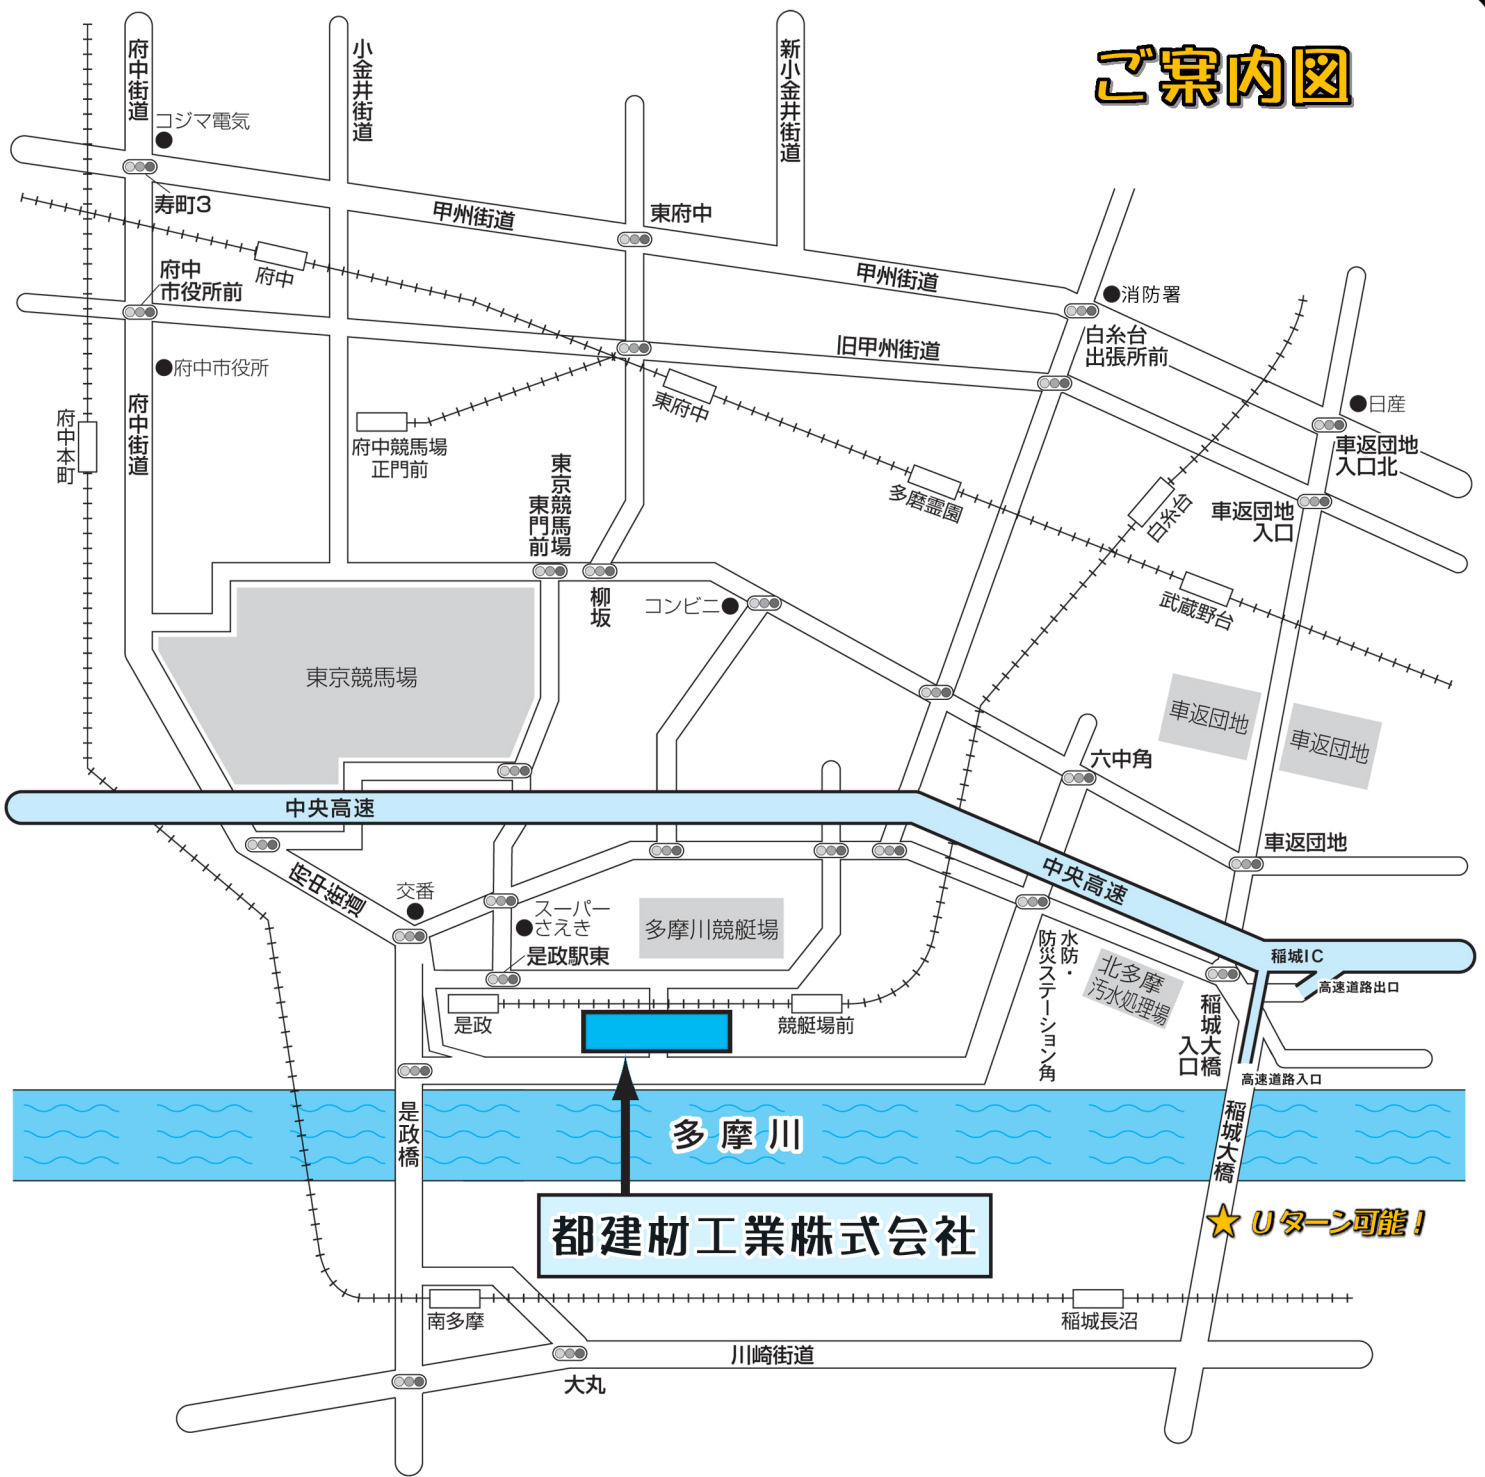 ご案内図
府中街道
小金井街道
新小金井街道
コジマ電気
寿町3
甲州街道
東府中
府中
府中
市役所前
甲州街道
消防署
白糸台
出張所前
旧甲州街道
府中市役所
府中街道
府中本町
府中競馬場
正門前
東府中
日産
車返団地
入口北
東京競馬場
東門前
多磨霊園
白糸台
車返団地
入口
柳坂
コンビニ
武蔵野台
東京競馬場
車返団地
車返団地
六中角
中央高速
車返団地
府中街道
中央高速
交番
スーパー
さえき
是政駅東
多摩川競艇場
水防・
防災ステーション角
北多摩
汚水処理場
稲城IC
高速道路出口
是政
競艇場前
稲城大橋
入口
高速道路入口
是政橋
多摩川
稲城大橋
都建材工業株式会社
★Uターン可能！
南多摩
稲城長沼
川崎街道
大丸